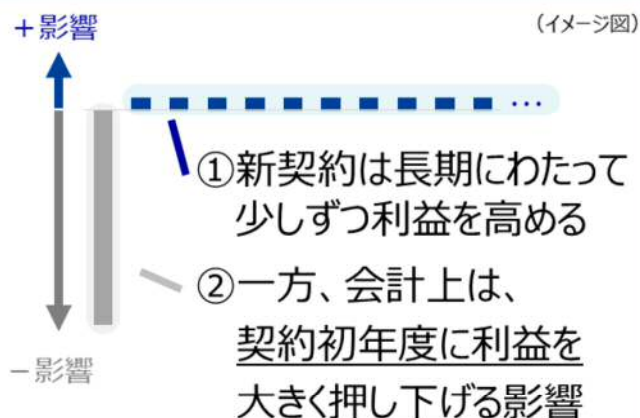 ＋影響
（イメージ図）
…
①新契約は長期にわたって
少しずつ利益を高める
②一方、会計上は、
契約初年度に利益を
大きく押し下げる影響
－影響